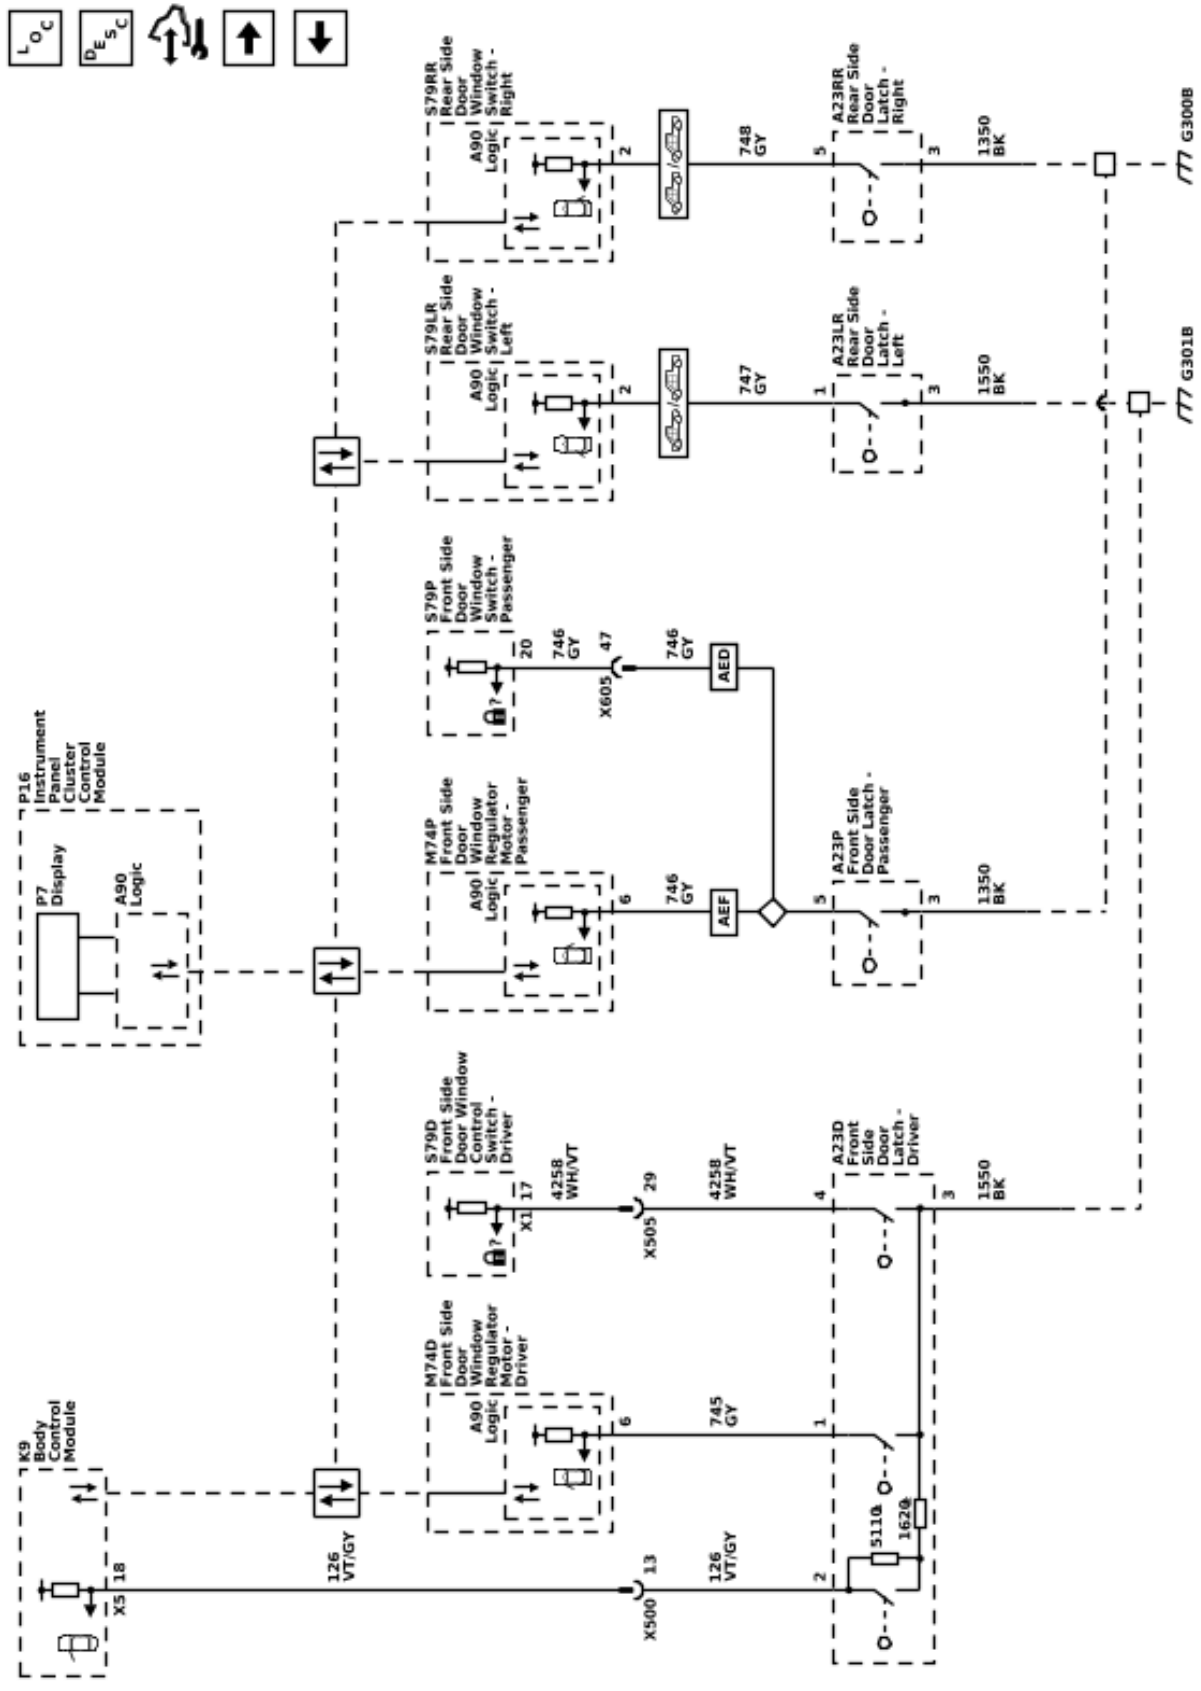 LOC
DESC
K9
Body
Control
Module
X5 18
126
VT/GY
X500 13
126
VT/GY
2
5110
1620
P16
Instrument
Panel
Cluster
Control
Module
P7
Display
A90
Logic
M74D
Front Side
Door
Window
Regulator
Motor -
Driver
A90
Logic
6
745
GY
1
S79D
Front Side
Door Window
Control
Switch -
Driver
?
X1 17
4258
WH/VT
X505 29
4258
WH/VT
4
A23D
Front
Side
Door
Latch -
Driver
3
1550
BK
M74P
Front Side
Door
Window
Regulator
Motor -
Passenger
A90
Logic
6
746
GY
AEF
5
A23P
Front Side
Door Latch -
Passenger
3
1350
BK
S79P
Front Side
Door
Window
Switch -
Passenger
?
20
746
GY
X605 47
746
GY
AED
S79LR
Rear Side
Door
Window
Switch -
Left
A90
Logic
2
747
GY
1
A23LR
Rear Side
Door
Latch -
Left
3
1550
BK
G301B
S79RR
Rear Side
Door
Window
Switch -
Right
A90
Logic
2
748
GY
5
A23RR
Rear Side
Door
Latch -
Right
3
1350
BK
G300B